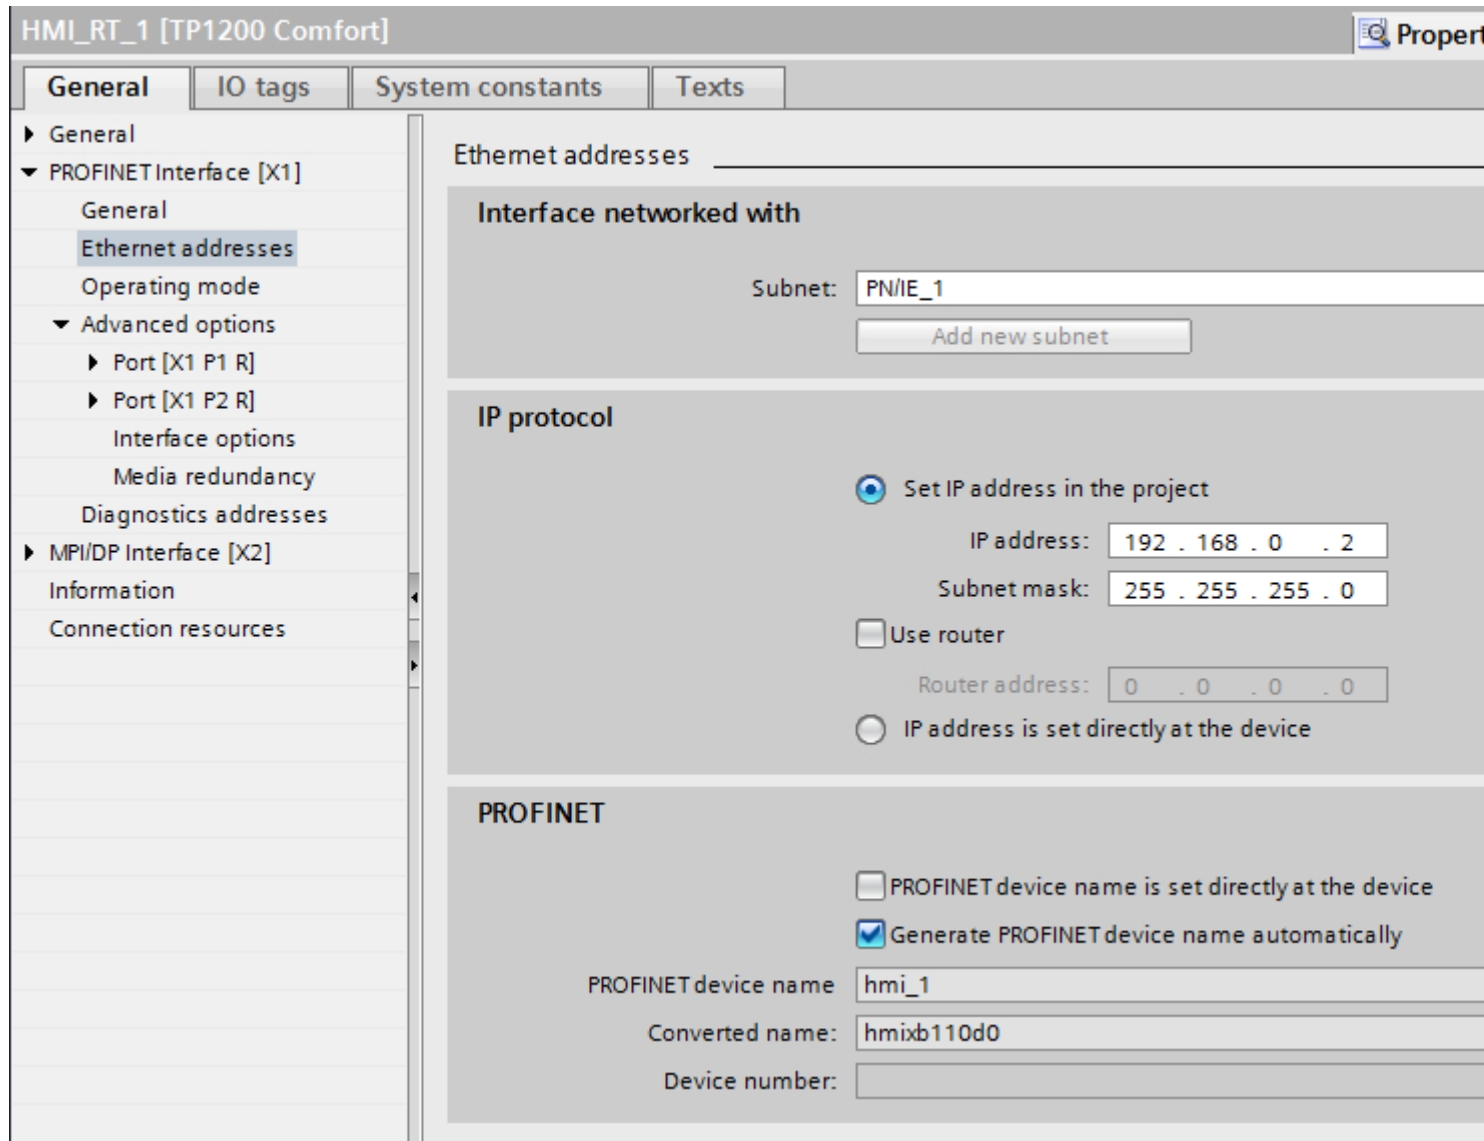 HMI_RT_1 [TP1200 Comfort]
Propert
General IO tags System constants Texts
General
PROFINET Interface [X1]
General
Ethernet addresses
Operating mode
Advanced options
Port [X1 P1 R]
Port [X1 P2 R]
Interface options
Media redundancy
Diagnostics addresses
MPI/DP Interface [X2]
Information
Connection resources
Ethernet addresses
Interface networked with
Subnet: PN/IE_1
Add new subnet
IP protocol
Set IP address in the project
IP address: 192 . 168 . 0 . 2
Subnet mask: 255 . 255 . 255 . 0
Use router
Router address: 0 . 0 . 0 . 0
IP address is set directly at the device
PROFINET
PROFINET device name is set directly at the device
Generate PROFINET device name automatically
PROFINET device name hmi_1
Converted name: hmixb110d0
Device number: